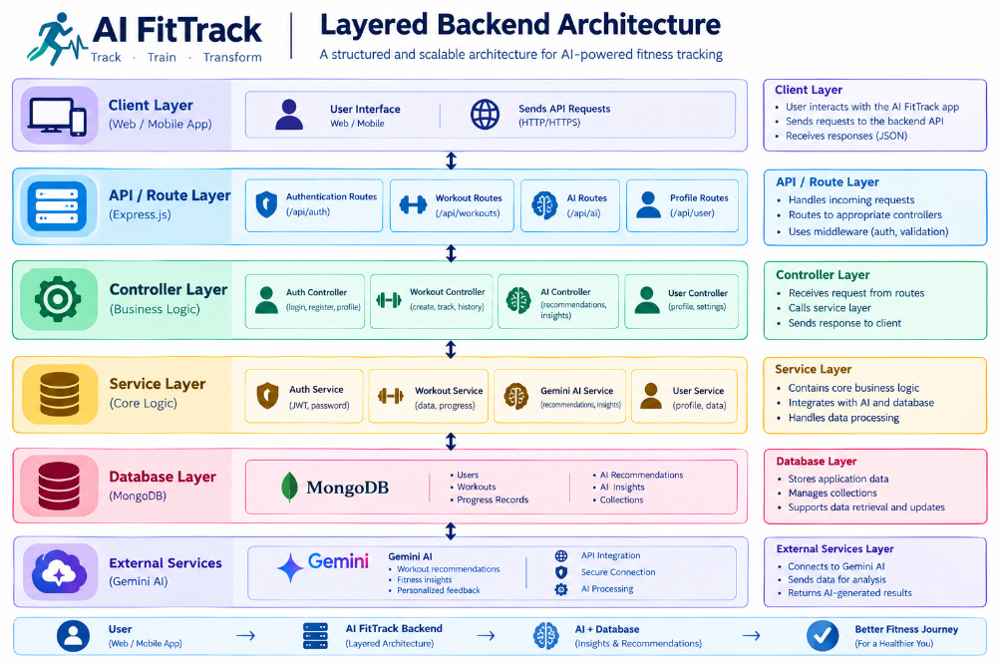 AI FitTrack
Track · Train · Transform
Layered Backend Architecture
A structured and scalable architecture for AI-powered fitness tracking
Client Layer
(Web / Mobile App)
User Interface
Web / Mobile
Sends API Requests
(HTTP/HTTPS)
Client Layer
• User interacts with the AI FitTrack app
• Sends requests to the backend API
• Receives responses (JSON)
API / Route Layer
(Express.js)
Authentication Routes
(/api/auth)
Workout Routes
(/api/workouts)
AI Routes
(/api/ai)
Profile Routes
(/api/user)
API / Route Layer
• Handles incoming requests
• Routes to appropriate controllers
• Uses middleware (auth, validation)
Controller Layer
(Business Logic)
Auth Controller
(login, register, profile)
Workout Controller
(create, track, history)
AI Controller
(recommendations,
insights)
User Controller
(profile, settings)
Controller Layer
• Receives request from routes
• Calls service layer
• Sends response to client
Service Layer
(Core Logic)
Auth Service
(JWT, password)
Workout Service
(data, progress)
Gemini AI Service
(recommendations, insights)
User Service
(profile, data)
Service Layer
• Contains core business logic
• Integrates with AI and database
• Handles data processing
Database Layer
(MongoDB)
MongoDB
• Users
• Workouts
• Progress Records
• AI Recommendations
• AI Insights
• Collections
Database Layer
• Stores application data
• Manages collections
• Supports data retrieval and updates
External Services
(Gemini AI)
Gemini
Gemini AI
• Workout recommendations
• Fitness insights
• Personalized feedback
API Integration
Secure Connection
AI Processing
External Services Layer
• Connects to Gemini AI
• Sends data for analysis
• Returns AI-generated results
User
(Web / Mobile App)
AI FitTrack Backend
(Layered Architecture)
AI + Database
(Insights & Recommendations)
Better Fitness Journey
(For a Healthier You)